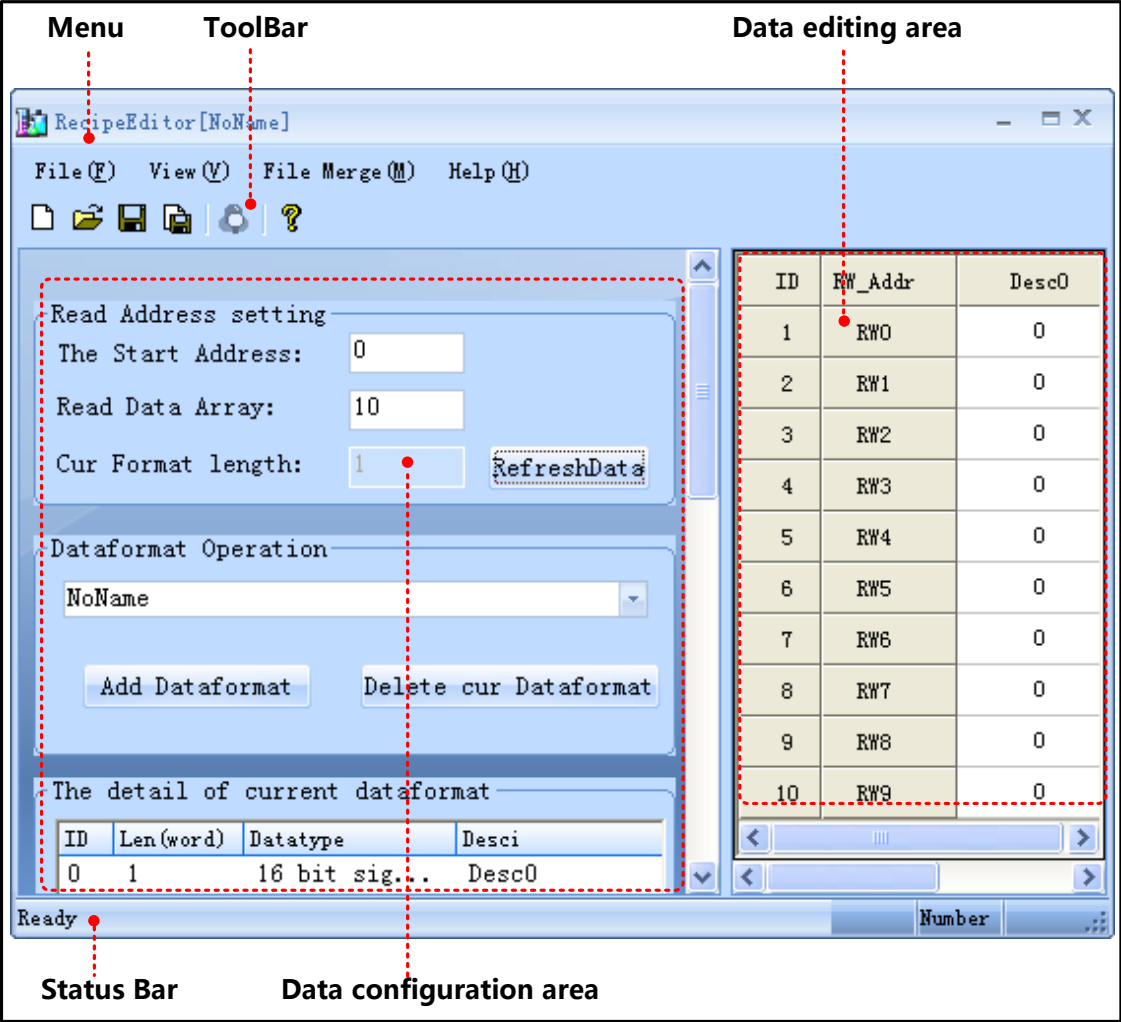 Menu ToolBar Data editing area
RecipeEditor[NoName]
File(F) View(V) File Merge(M) Help(H)
Read Address setting
The Start Address: 0
Read Data Array: 10
Cur Format length: 1 RefreshData
Dataformat Operation
NoName
Add Dataformat Delete cur Dataformat
The detail of current dataformat
ID Len(word) Datatype Desci
0 1 16 bit sig... Desc0
ID RW_Addr Desc0
1 RW0 0
2 RW1 0
3 RW2 0
4 RW3 0
5 RW4 0
6 RW5 0
7 RW6 0
8 RW7 0
9 RW8 0
10 RW9 0
Ready Number
Status Bar Data configuration area